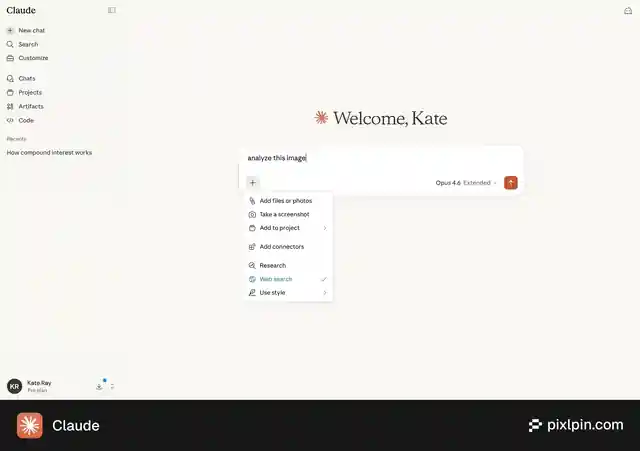 Claude
New chat
Search
Customize
Chats
Projects
Artifacts
Code
Recents
How compound interest works
Welcome, Kate
analyze this image
Opus 4.6 Extended
Add files or photos
Take a screenshot
Add to project
Add connectors
Research
Web search
Use style
KR
Kate Ray
Pro plan
Claude
pixlpin.com